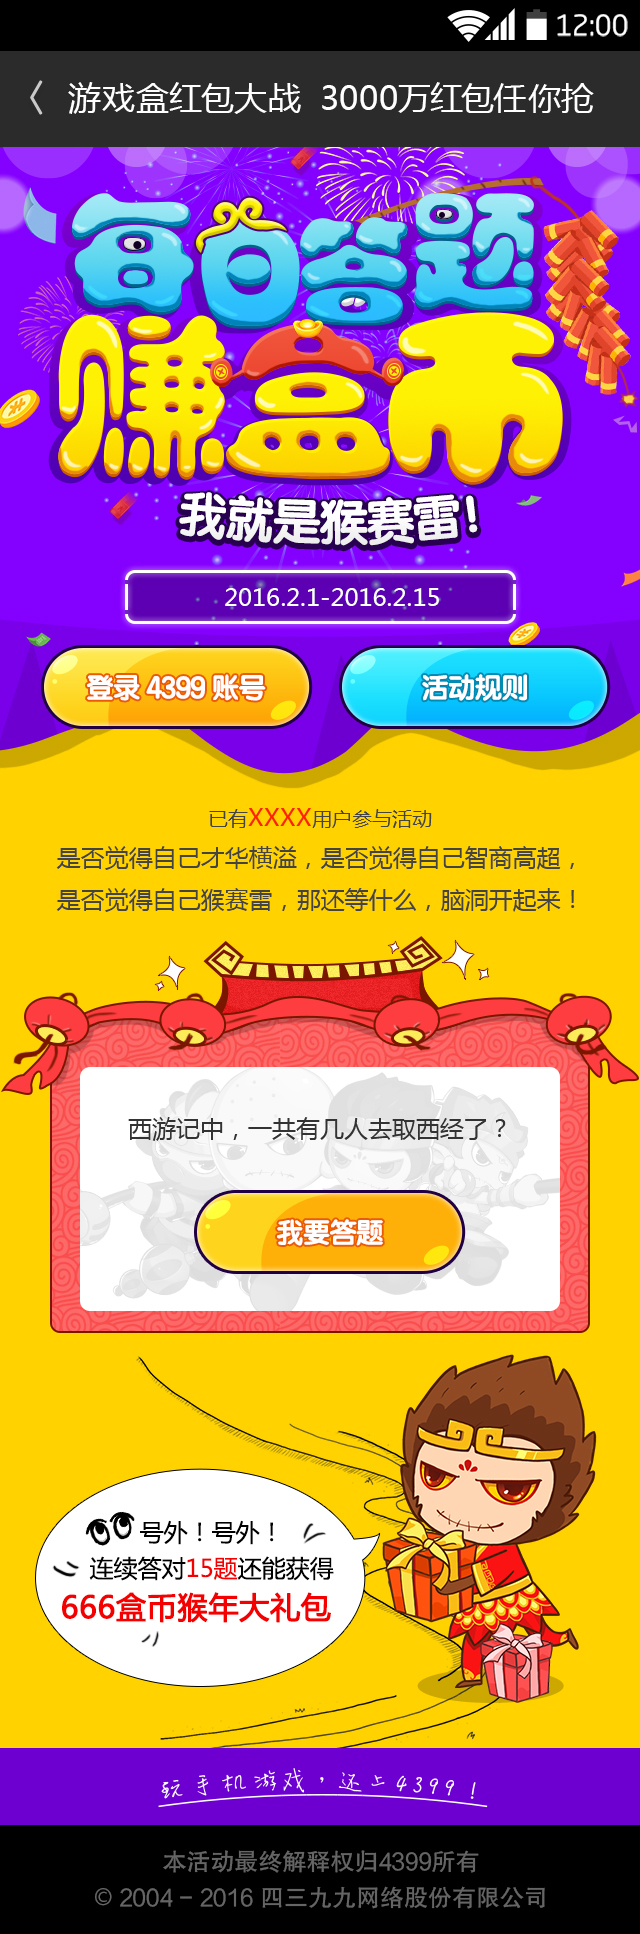 12:00
游戏盒红包大战 3000万红包任你抢
每日答题
赚盒币
我就是猴赛雷!
2016.2.1-2016.2.15
登录 4399 账号
活动规则
已有XXXX用户参与活动
是否觉得自己才华横溢，是否觉得自己智商高超，
是否觉得自己猴赛雷，那还等什么，脑洞开起来！
西游记中，一共有几人去取西经了？
我要答题
号外！号外！
连续答对15题还能获得
666盒币猴年大礼包
玩手机游戏，还上4399！
本活动最终解释权归4399所有
© 2004 – 2016 四三九九网络股份有限公司